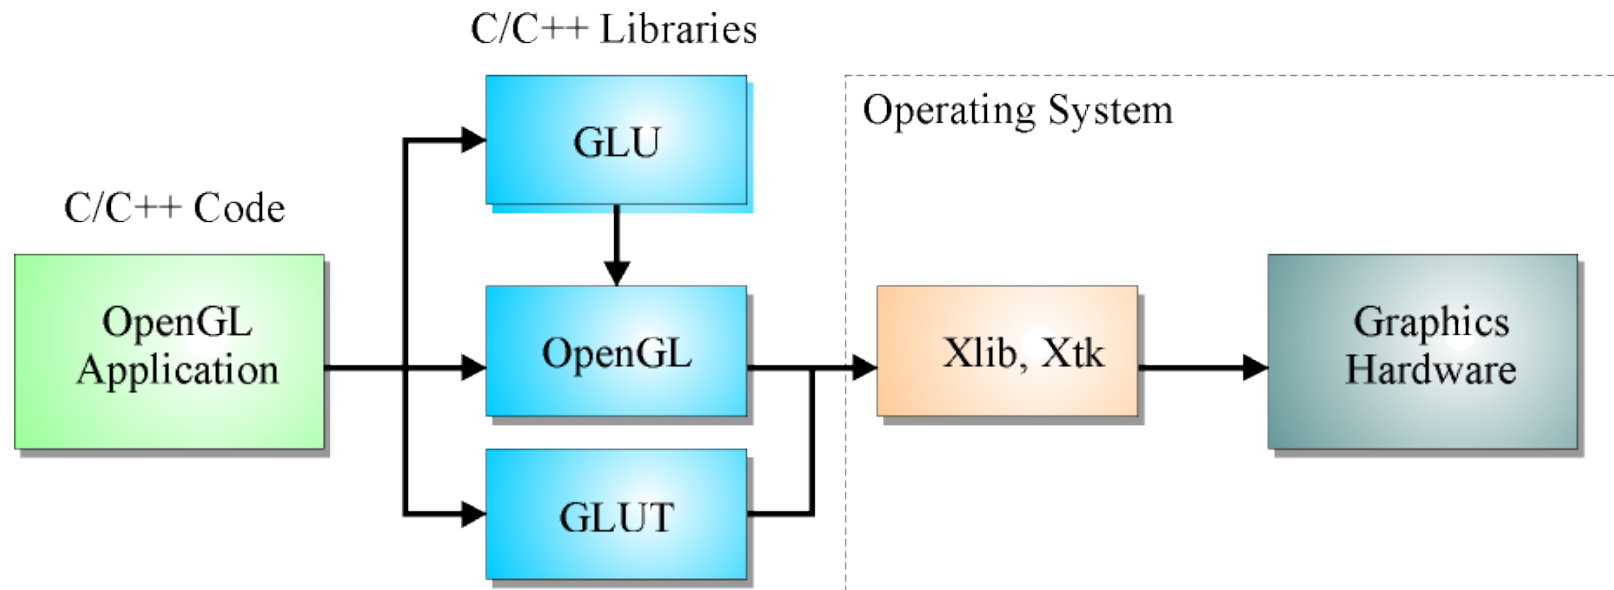 C/C++ Libraries
GLU
Operating System
C/C++ Code
OpenGL
Application
OpenGL
Xlib, Xtk
Graphics
Hardware
GLUT